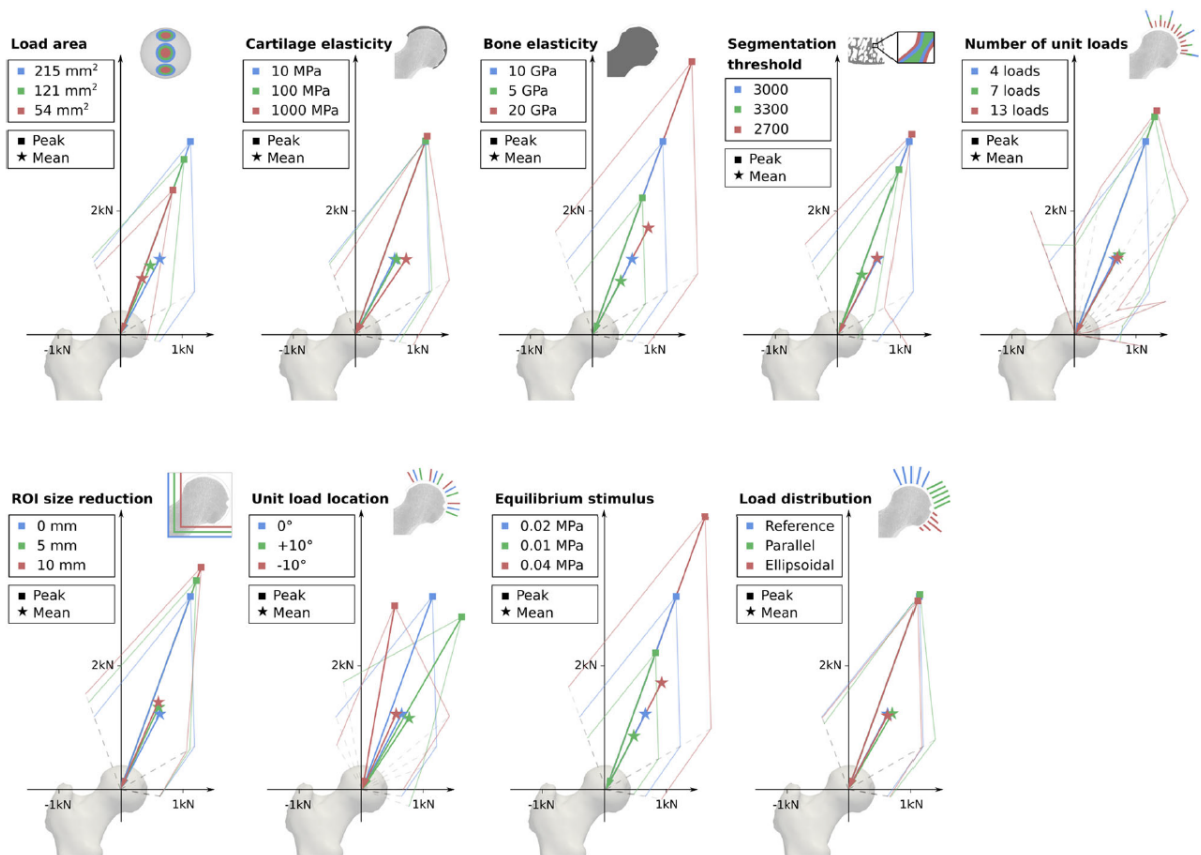 Load area
215 mm²
121 mm²
54 mm²
Peak
Mean
2kN
-1kN
1kN
Cartilage elasticity
10 MPa
100 MPa
1000 MPa
Peak
Mean
2kN
-1kN
1kN
Bone elasticity
10 GPa
5 GPa
20 GPa
Peak
Mean
2kN
-1kN
1kN
Segmentation
threshold
3000
3300
2700
Peak
Mean
2kN
-1kN
1kN
Number of unit loads
4 loads
7 loads
13 loads
Peak
Mean
2kN
-1kN
1kN
ROI size reduction
0 mm
5 mm
10 mm
Peak
Mean
2kN
-1kN
1kN
Unit load location
0°
+10°
-10°
Peak
Mean
2kN
-1kN
1kN
Equilibrium stimulus
0.02 MPa
0.01 MPa
0.04 MPa
Peak
Mean
2kN
-1kN
1kN
Load distribution
Reference
Parallel
Ellipsoidal
Peak
Mean
2kN
-1kN
1kN